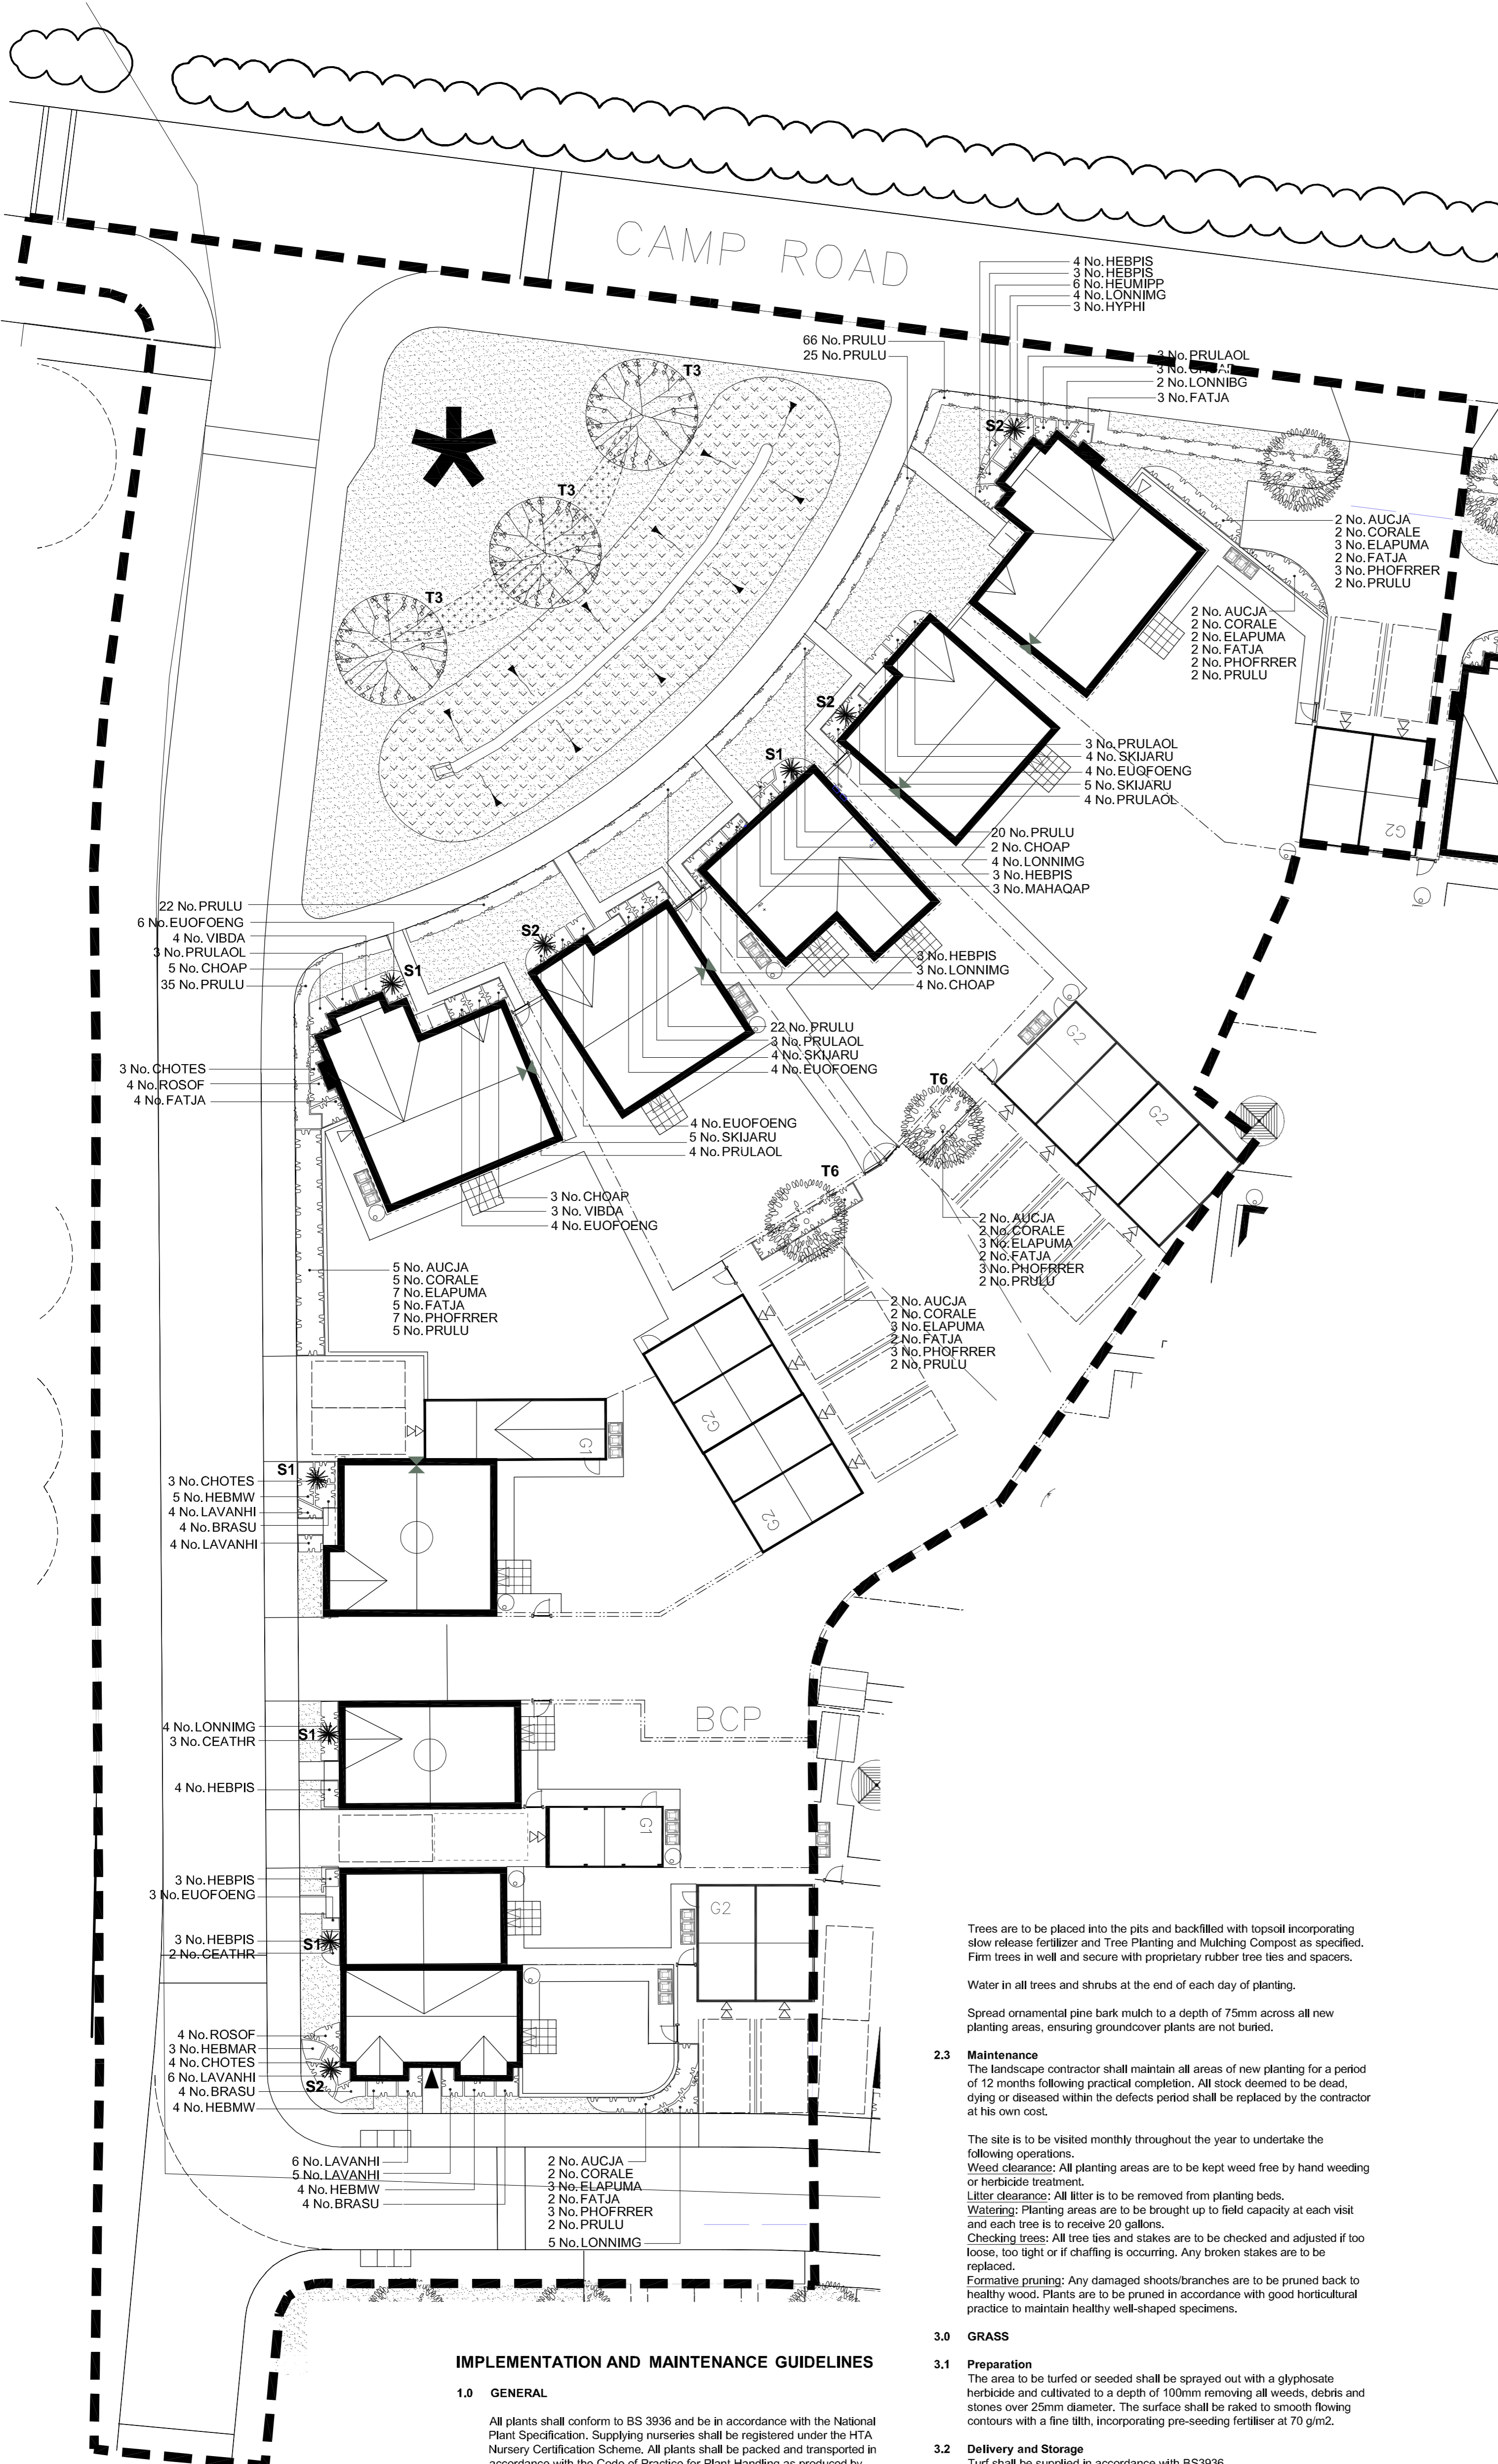 CAMP ROAD
4 No. HEBPIS
3 No. HEBPIS
6 No. HEUMIPP
4 No. LONNIMG
3 No. HYPHI
66 No. PRULU
25 No. PRULU
3 No. PRULAOL
3 No. CHOAP
2 No. LONNIBG
3 No. FATJA
T3
S2
T3
2 No. AUCJA
2 No. CORALE
3 No. ELAPUMA
2 No. FATJA
3 No. PHOFRRER
2 No. PRULU
T3
2 No. AUCJA
2 No. CORALE
2 No. ELAPUMA
2 No. FATJA
2 No. PHOFRRER
2 No. PRULU
S2
S1
3 No. PRULAOL
4 No. SKIJARU
4 No. EUOFOENG
5 No. SKIJARU
4 No. PRULAOL
G2
20 No. PRULU
2 No. CHOAP
4 No. LONNIMG
3 No. HEBPIS
3 No. MAHAQAP
22 No. PRULU
6 No. EUOFOENG
4 No. VIBDA
3 No. PRULAOL
5 No. CHOAP
35 No. PRULU
S2
S1
3 No. HEBPIS
3 No. LONNIMG
4 No. CHOAP
22 No. PRULU
3 No. PRULAOL
4 No. SKIJARU
4 No. EUOFOENG
G2
G2
3 No. CHOTES
4 No. ROSOF
4 No. FATJA
T6
4 No. EUOFOENG
5 No. SKIJARU
4 No. PRULAOL
T6
3 No. CHOAP
3 No. VIBDA
4 No. EUOFOENG
2 No. AUCJA
2 No. CORALE
3 No. ELAPUMA
2 No. FATJA
3 No. PHOFRRER
2 No. PRULU
5 No. AUCJA
5 No. CORALE
7 No. ELAPUMA
5 No. FATJA
7 No. PHOFRRER
5 No. PRULU
2 No. AUCJA
2 No. CORALE
3 No. ELAPUMA
2 No. FATJA
3 No. PHOFRRER
2 No. PRULU
G2
G1
G2
S1
3 No. CHOTES
5 No. HEBMW
4 No. LAVANHI
4 No. BRASU
4 No. LAVANHI
BCP
4 No. LONNIMG
3 No. CEATHR
S1
4 No. HEBPIS
G1
3 No. HEBPIS
3 No. EUOFOENG
G2
3 No. HEBPIS
2 No. CEATHR
S1
4 No. ROSOF
3 No. HEBMAR
4 No. CHOTES
6 No. LAVANHI
4 No. BRASU
4 No. HEBMW
S2
6 No. LAVANHI
5 No. LAVANHI
4 No. HEBMW
4 No. BRASU
2 No. AUCJA
2 No. CORALE
3 No. ELAPUMA
2 No. FATJA
3 No. PHOFRRER
2 No. PRULU
5 No. LONNIMG
IMPLEMENTATION AND MAINTENANCE GUIDELINES
1.0 GENERAL
All plants shall conform to BS 3936 and be in accordance with the National
Plant Specification. Supplying nurseries shall be registered under the HTA
Nursery Certification Scheme. All plants shall be packed and transported in
accordance with the Code of Practice for Plant Handling as produced by
Trees are to be placed into the pits and backfilled with topsoil incorporating
slow release fertilizer and Tree Planting and Mulching Compost as specified.
Firm trees in well and secure with proprietary rubber tree ties and spacers.
Water in all trees and shrubs at the end of each day of planting.
Spread ornamental pine bark mulch to a depth of 75mm across all new
planting areas, ensuring groundcover plants are not buried.
2.3 Maintenance
The landscape contractor shall maintain all areas of new planting for a period
of 12 months following practical completion. All stock deemed to be dead,
dying or diseased within the defects period shall be replaced by the contractor
at his own cost.
The site is to be visited monthly throughout the year to undertake the
following operations.
Weed clearance: All planting areas are to be kept weed free by hand weeding
or herbicide treatment.
Litter clearance: All litter is to be removed from planting beds.
Watering: Planting areas are to be brought up to field capacity at each visit
and each tree is to receive 20 gallons.
Checking trees: All tree ties and stakes are to be checked and adjusted if too
loose, too tight or if chaffing is occurring. Any broken stakes are to be
replaced.
Formative pruning: Any damaged shoots/branches are to be pruned back to
healthy wood. Plants are to be pruned in accordance with good horticultural
practice to maintain healthy well-shaped specimens.
3.0 GRASS
3.1 Preparation
The area to be turfed or seeded shall be sprayed out with a glyphosate
herbicide and cultivated to a depth of 100mm removing all weeds, debris and
stones over 25mm diameter. The surface shall be raked to smooth flowing
contours with a fine tilth, incorporating pre-seeding fertiliser at 70 g/m2.
3.2 Delivery and Storage
Turf shall be supplied in accordance with BS3936